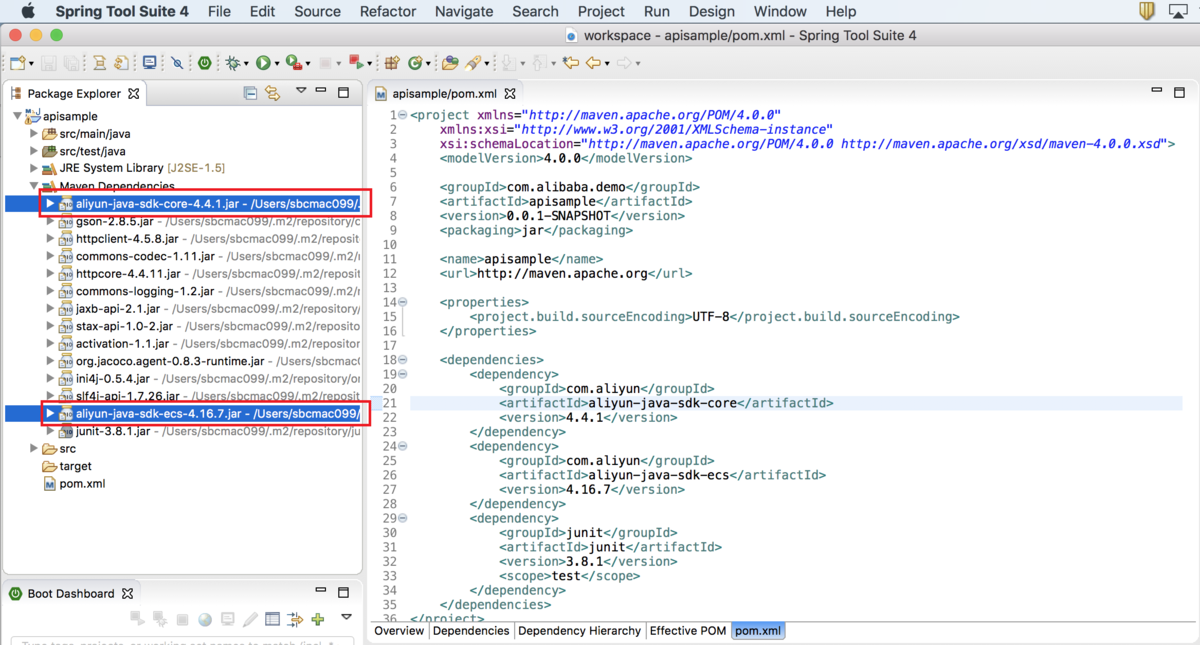 Spring Tool Suite 4 File Edit Source Refactor Navigate Search Project Run Design Window Help
workspace - apisample/pom.xml - Spring Tool Suite 4
Package Explorer
apisample
src/main/java
src/test/java
JRE System Library [J2SE-1.5]
Maven Dependencies
aliyun-java-sdk-core-4.4.1.jar - /Users/sbcmac099/.
gson-2.8.5.jar - /Users/sbcmac099/.m2/repository/c
httpclient-4.5.8.jar - /Users/sbcmac099/.m2/reposit
commons-codec-1.11.jar - /Users/sbcmac099/.m2/
httpcore-4.4.11.jar - /Users/sbcmac099/.m2/reposit
commons-logging-1.2.jar - /Users/sbcmac099/.m2/
jaxb-api-2.1.jar - /Users/sbcmac099/.m2/repository/
stax-api-1.0-2.jar - /Users/sbcmac099/.m2/reposito
activation-1.1.jar - /Users/sbcmac099/.m2/repositor
org.jacoco.agent-0.8.3-runtime.jar - /Users/sbcmac
ini4j-0.5.4.jar - /Users/sbcmac099/.m2/repository/or
slf4j-api-1.7.26.jar - /Users/sbcmac099/.m2/reposit
aliyun-java-sdk-ecs-4.16.7.jar - /Users/sbcmac099/
junit-3.8.1.jar - /Users/sbcmac099/.m2/repository/ju
src
target
pom.xml
Boot Dashboard
Type tags, projects, or working set names to match (incl. *
apisample/pom.xml
1 <project xmlns="http://maven.apache.org/POM/4.0.0"
2 xmlns:xsi="http://www.w3.org/2001/XMLSchema-instance"
3 xsi:schemaLocation="http://maven.apache.org/POM/4.0.0 http://maven.apache.org/xsd/maven-4.0.0.xsd">
4 <modelVersion>4.0.0</modelVersion>
5
6 <groupId>com.alibaba.demo</groupId>
7 <artifactId>apisample</artifactId>
8 <version>0.0.1-SNAPSHOT</version>
9 <packaging>jar</packaging>
10
11 <name>apisample</name>
12 <url>http://maven.apache.org</url>
13
14 <properties>
15 <project.build.sourceEncoding>UTF-8</project.build.sourceEncoding>
16 </properties>
17
18 <dependencies>
19 <dependency>
20 <groupId>com.aliyun</groupId>
21 <artifactId>aliyun-java-sdk-core</artifactId>
22 <version>4.4.1</version>
23 </dependency>
24 <dependency>
25 <groupId>com.aliyun</groupId>
26 <artifactId>aliyun-java-sdk-ecs</artifactId>
27 <version>4.16.7</version>
28 </dependency>
29 <dependency>
30 <groupId>junit</groupId>
31 <artifactId>junit</artifactId>
32 <version>3.8.1</version>
33 <scope>test</scope>
34 </dependency>
35 </dependencies>
36 </project>
Overview Dependencies Dependency Hierarchy Effective POM pom.xml